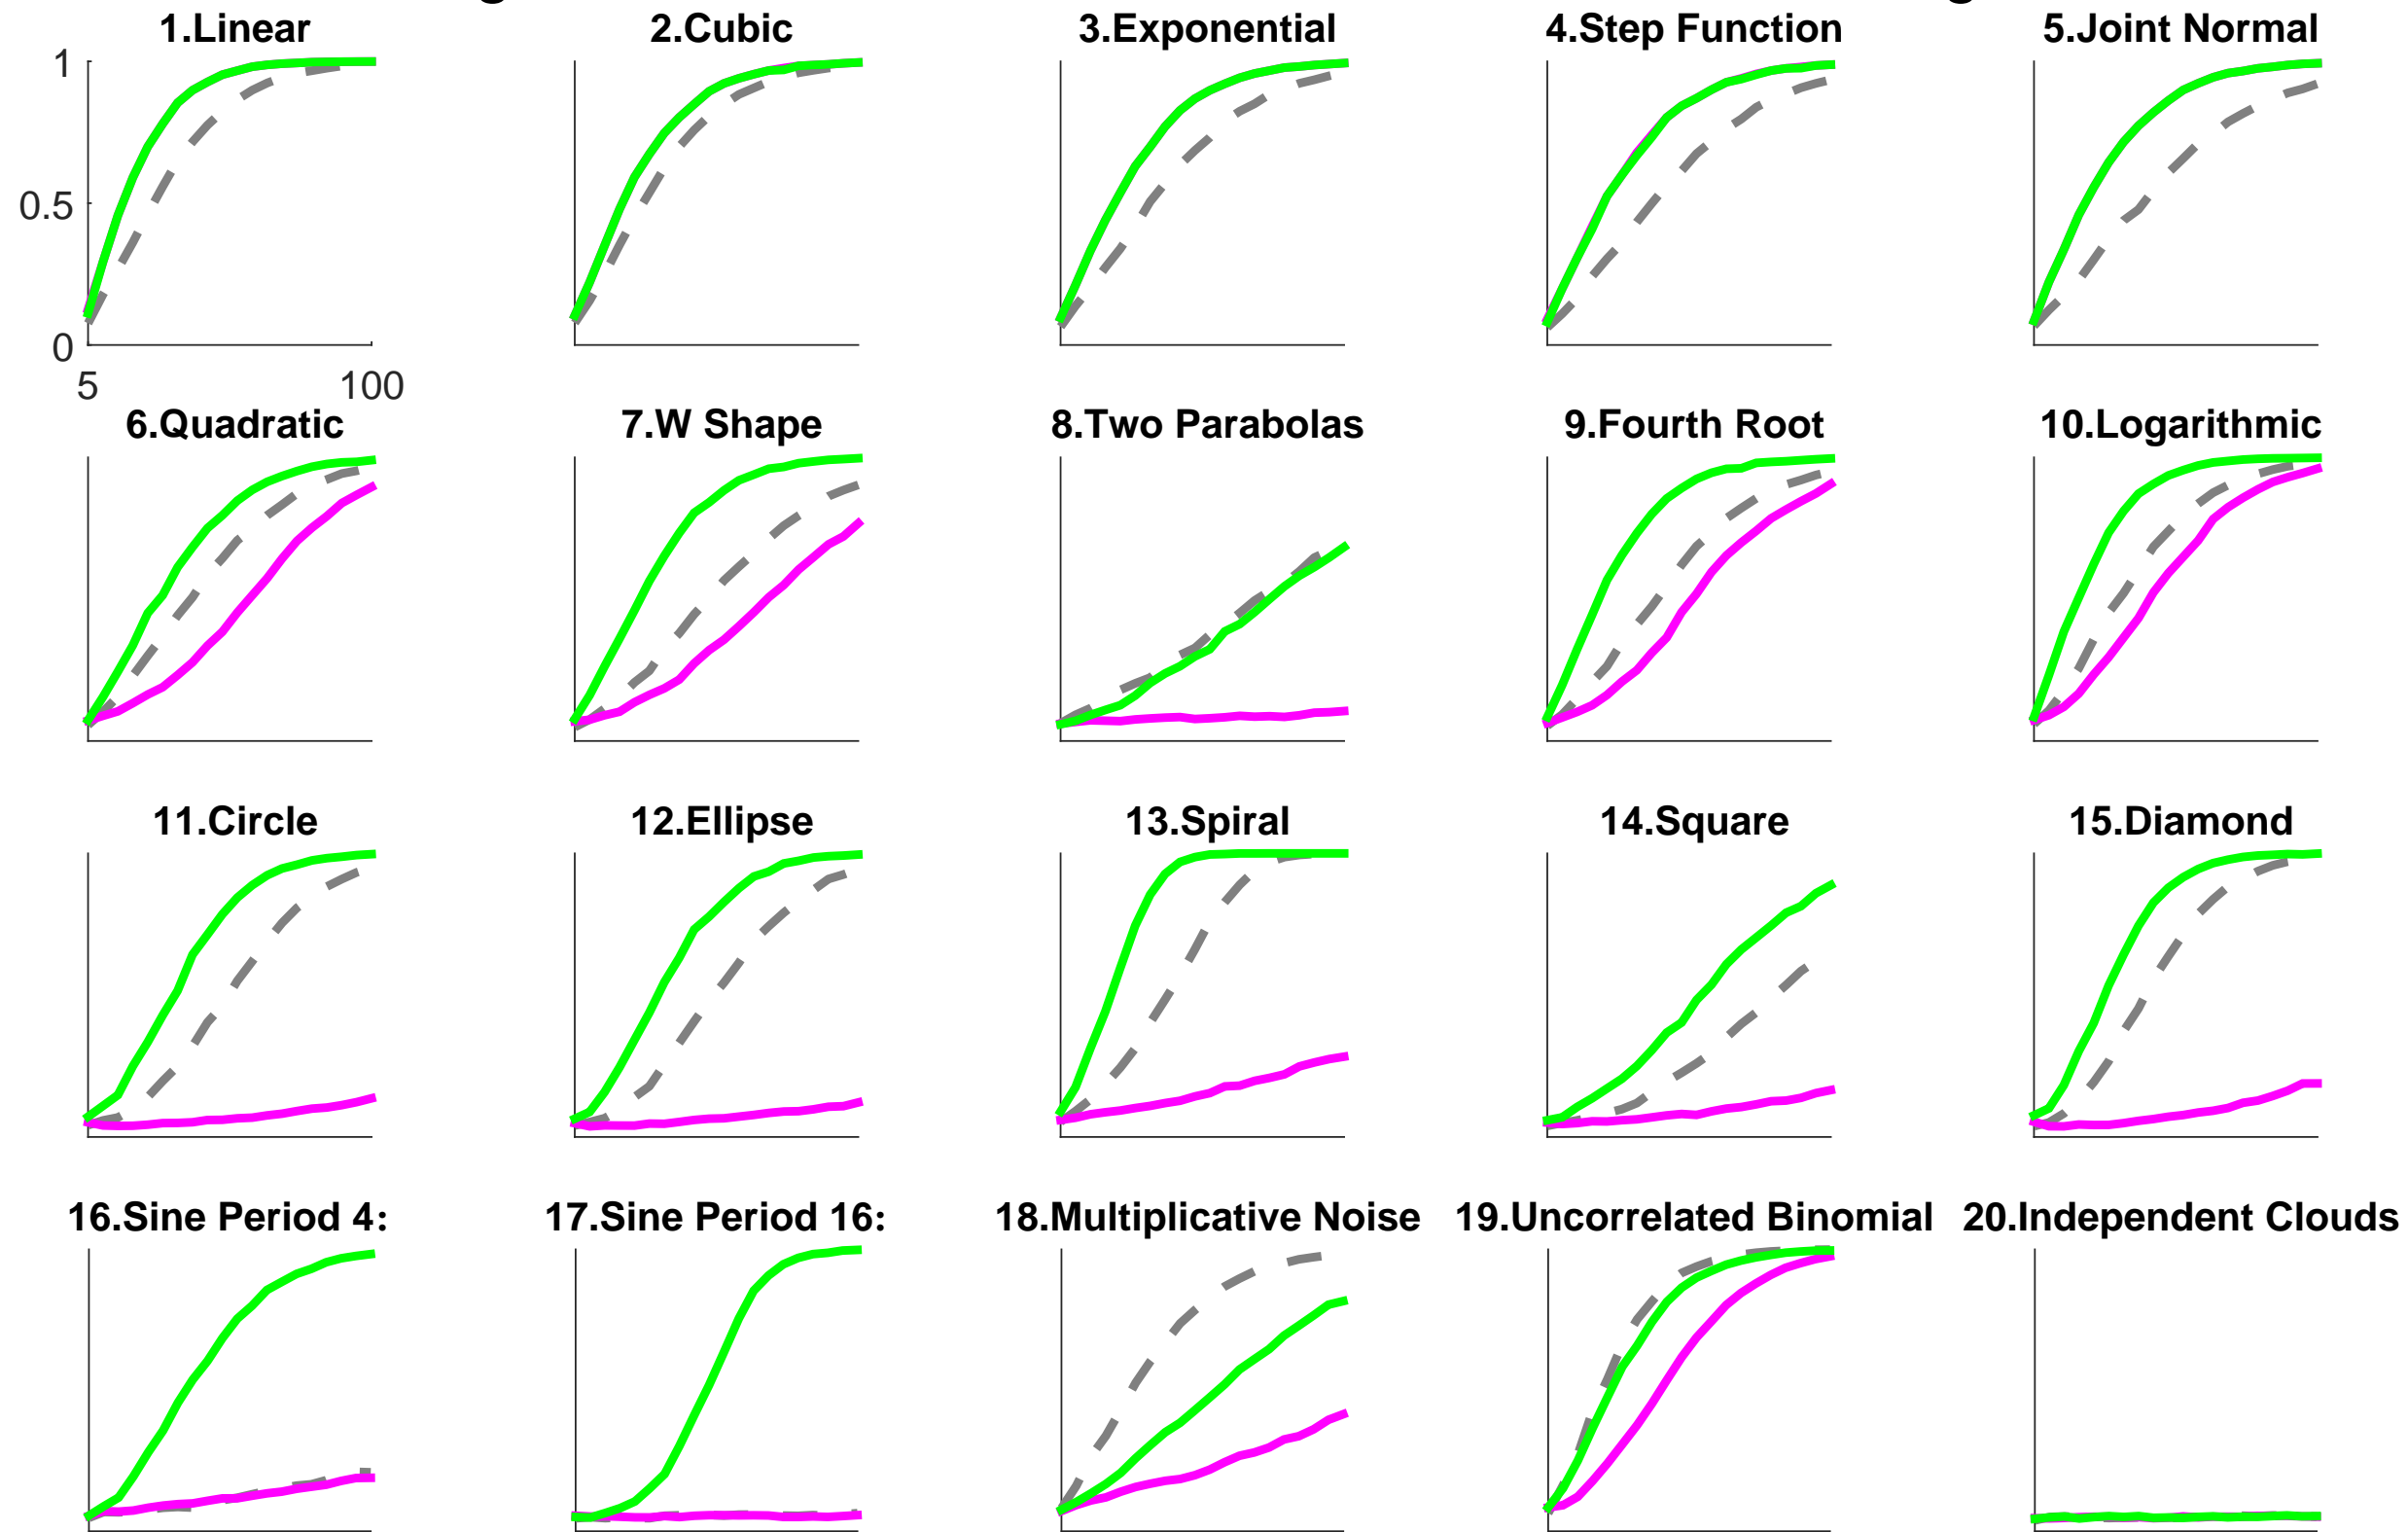 1.Linear
2.Cubic
3.Exponential
4.Step Function
5.Joint Normal
1
0.5
0
5
100
6.Quadratic
7.W Shape
8.Two Parabolas
9.Fourth Root
10.Logarithmic
11.Circle
12.Ellipse
13.Spiral
14.Square
15.Diamond
16.Sine Period 4:
17.Sine Period 16:
18.Multiplicative Noise
19.Uncorrelated Binomial
20.Independent Clouds